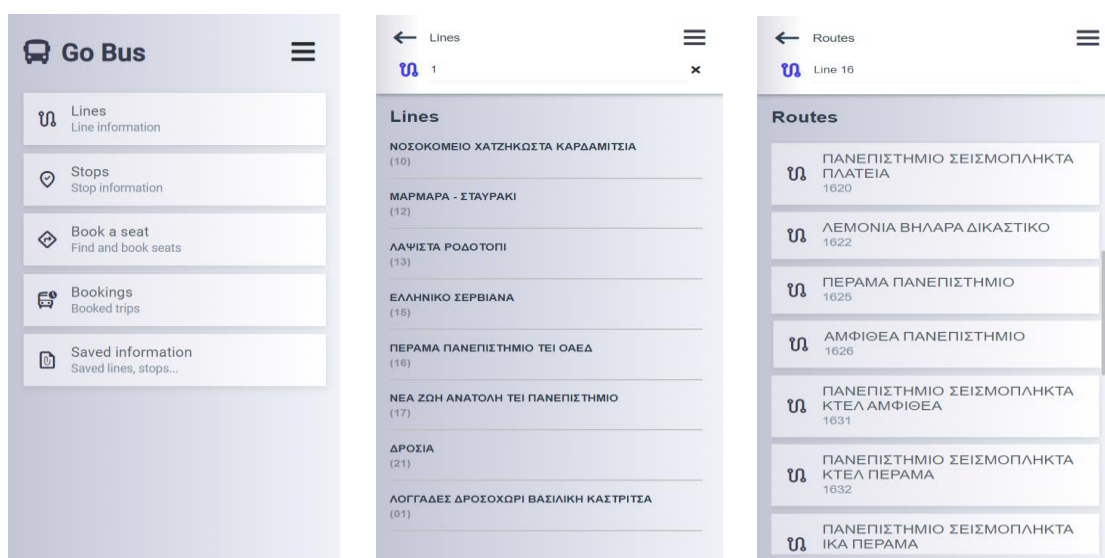 Go Bus
Lines
Line information
Stops
Stop information
Book a seat
Find and book seats
Bookings
Booked trips
Saved information
Saved lines, stops...
Lines
1
Lines
ΝΟΣΟΚΟΜΕΙΟ ΧΑΤΖΗΚΩΣΤΑ ΚΑΡΔΑΜΙΤΣΙΑ
(10)
ΜΑΡΜΑΡΑ - ΣΤΑΥΡΑΚΙ
(12)
ΛΑΨΙΣΤΑ ΡΟΔΟΤΟΠΙ
(13)
ΕΛΛΗΝΙΚΟ ΣΕΡΒΙΑΝΑ
(15)
ΠΕΡΑΜΑ ΠΑΝΕΠΙΣΤΗΜΙΟ ΤΕΙ ΟΑΕΔ
(16)
ΝΕΑ ΖΩΗ ΑΝΑΤΟΛΗ ΤΕΙ ΠΑΝΕΠΙΣΤΗΜΙΟ
(17)
ΔΡΟΣΙΑ
(21)
ΛΟΓΓΑΔΕΣ ΔΡΟΣΟΧΩΡΙ ΒΑΣΙΛΙΚΗ ΚΑΣΤΡΙΤΣΑ
(01)
Routes
Line 16
Routes
ΠΑΝΕΠΙΣΤΗΜΙΟ ΣΕΙΣΜΟΠΛΗΚΤΑ
ΠΛΑΤΕΙΑ
1620
ΛΕΜΟΝΙΑ ΒΗΛΑΡΑ ΔΙΚΑΣΤΙΚΟ
1622
ΠΕΡΑΜΑ ΠΑΝΕΠΙΣΤΗΜΙΟ
1625
ΑΜΦΙΘΕΑ ΠΑΝΕΠΙΣΤΗΜΙΟ
1626
ΠΑΝΕΠΙΣΤΗΜΙΟ ΣΕΙΣΜΟΠΛΗΚΤΑ
ΚΤΕΛ ΑΜΦΙΘΕΑ
1631
ΠΑΝΕΠΙΣΤΗΜΙΟ ΣΕΙΣΜΟΠΛΗΚΤΑ
ΚΤΕΛ ΠΕΡΑΜΑ
1632
ΠΑΝΕΠΙΣΤΗΜΙΟ ΣΕΙΣΜΟΠΛΗΚΤΑ
ΙΚΑ ΠΕΡΑΜΑ